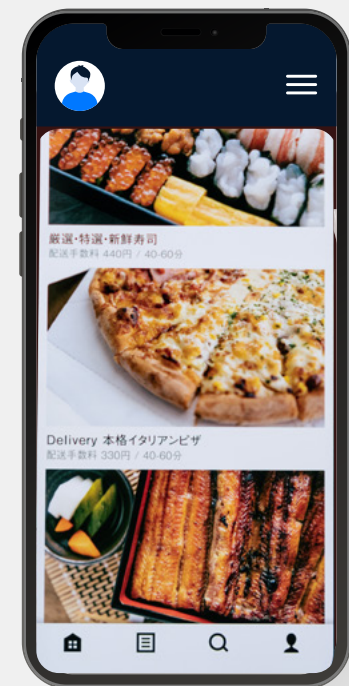 厳選・特選・新鮮寿司
配送手数料 440円 / 40-60分
Delivery 本格イタリアンピザ
配送手数料 330円 / 40-60分